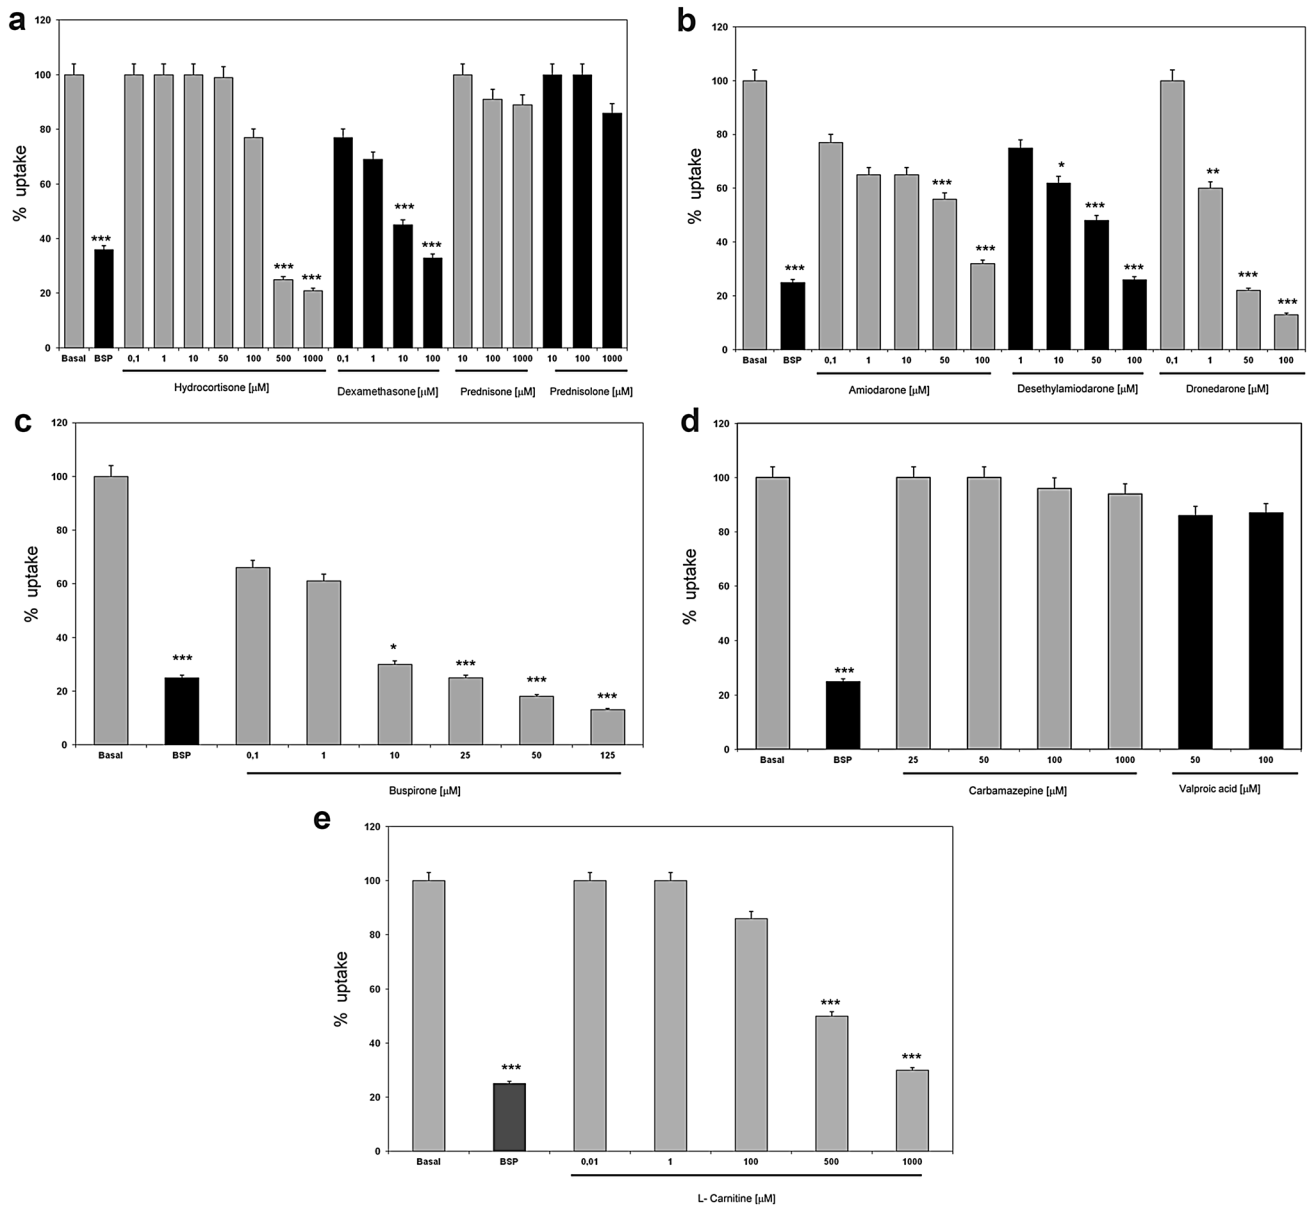 a
120
100
80
60
40
20
0
% uptake
***
***
***
***
***
Basal BSP 0,1 1 10 50 100 500 1000 0,1 1 10 100 10 100 1000 10 100 1000
Hydrocortisone [µM] Dexamethasone [µM] Prednisone [µM] Prednisolone [µM]
b
120
100
80
60
40
20
0
% uptake
***
***
***
*
***
***
**
***
***
Basal BSP 0,1 1 10 50 100 1 10 50 100 0,1 1 50 100
Amiodarone [µM] Desethylamiodarone [µM] Dronedarone [µM]
c
120
100
80
60
40
20
0
% uptake
***
*
***
***
***
Basal BSP 0,1 1 10 25 50 125
Buspirone [µM]
d
120
100
80
60
40
20
0
% uptake
***
Basal BSP 25 50 100 1000 50 100
Carbamazepine [µM] Valproic acid [µM]
e
120
100
80
60
40
20
0
% uptake
***
***
***
Basal BSP 0,01 1 100 500 1000
L- Carnitine [µM]